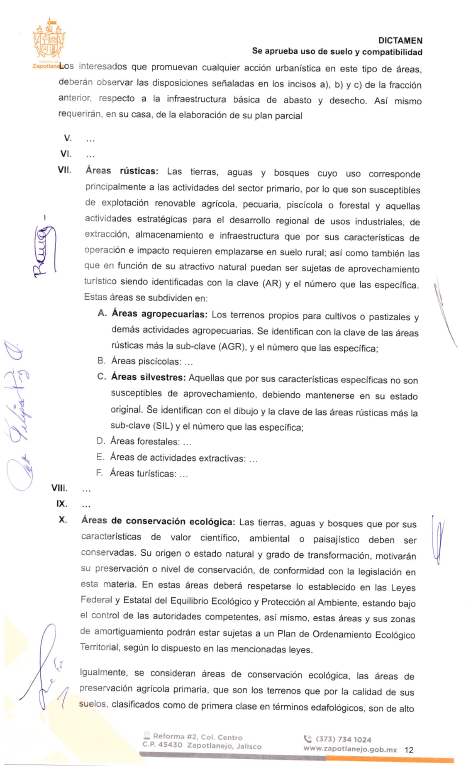 DICTAMEN
Se aprueba uso de suelo y compatibilidad
Zapotlanejo
Los interesados que promuevan cualquier acción urbanística en este tipo de áreas,
deberán observar las disposiciones señaladas en los incisos a), b) y c) de la fracción
anterior, respecto a la infraestructura básica de abasto y desecho. Así mismo
requerirán, en su casa, de la elaboración de su plan parcial
V. ...
VI. ...
VII. Áreas rústicas: Las tierras, aguas y bosques cuyo uso corresponde
principalmente a las actividades del sector primario, por lo que son susceptibles
de explotación renovable agrícola, pecuaria, piscícola o forestal y aquellas
actividades estratégicas para el desarrollo regional de usos industriales, de
extracción, almacenamiento e infraestructura que por sus características de
operación e impacto requieren emplazarse en suelo rural; así como también las
que en función de su atractivo natural puedan ser sujetas de aprovechamiento
turístico siendo identificadas con la clave (AR) y el número que las específica.
Estas áreas se subdividen en:
A. Áreas agropecuarias: Los terrenos propios para cultivos o pastizales y
demás actividades agropecuarias. Se identifican con la clave de las áreas
rústicas más la sub-clave (AGR), y el número que las específica;
B. Áreas piscícolas: ...
C. Áreas silvestres: Aquellas que por sus características específicas no son
susceptibles de aprovechamiento, debiendo mantenerse en su estado
original. Se identifican con el dibujo y la clave de las áreas rústicas más la
sub-clave (SIL) y el número que las específica;
D. Áreas forestales: ...
E. Áreas de actividades extractivas: ...
F. Áreas turísticas: ...
VIII. ...
IX. ...
X. Áreas de conservación ecológica: Las tierras, aguas y bosques que por sus
características de valor científico, ambiental o paisajístico deben ser
conservadas. Su origen o estado natural y grado de transformación, motivarán
su preservación o nivel de conservación, de conformidad con la legislación en
esta materia. En estas áreas deberá respetarse lo establecido en las Leyes
Federal y Estatal del Equilibrio Ecológico y Protección al Ambiente, estando bajo
el control de las autoridades competentes, así mismo, estas áreas y sus zonas
de amortiguamiento podrán estar sujetas a un Plan de Ordenamiento Ecológico
Territorial, según lo dispuesto en las mencionadas leyes.
Igualmente, se consideran áreas de conservación ecológica, las áreas de
preservación agrícola primaria, que son los terrenos que por la calidad de sus
suelos, clasificados como de primera clase en términos edafológicos, son de alto
Reforma #2, Col. Centro
C.P. 45430 Zapotlanejo, Jalisco
(373) 734 1024
www.zapotlanejo.gob.mx 12